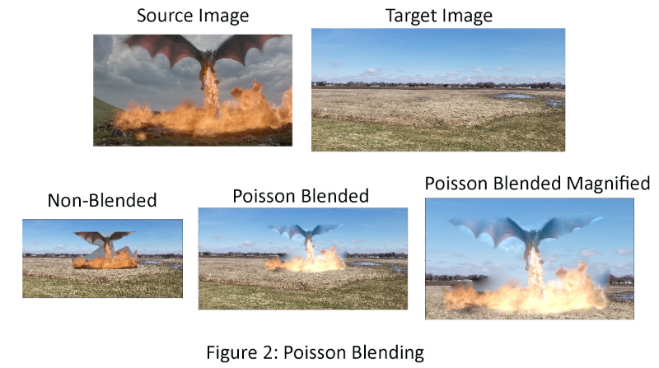 Source Image
Target Image
Non-Blended
Poisson Blended
Poisson Blended Magnified
Figure 2: Poisson Blending